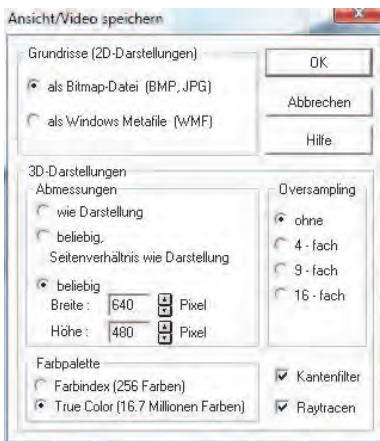 Ansicht/Video speichern
Grundrisse (2D-Darstellungen)
als Bitmap-Datei (BMP, JPG)
als Windows Metafile (WMF)
OK
Abbrechen
Hilfe
3D-Darstellungen
Abmessungen
wie Darstellung
beliebig,
Seitenverhältnis wie Darstellung
beliebig
Breite : 640 Pixel
Höhe : 480 Pixel
Oversampling
ohne
4 - fach
9 - fach
16 - fach
Farbpalette
Farbindex (256 Farben)
True Color (16.7 Millionen Farben)
Kantenfilter
Raytracen